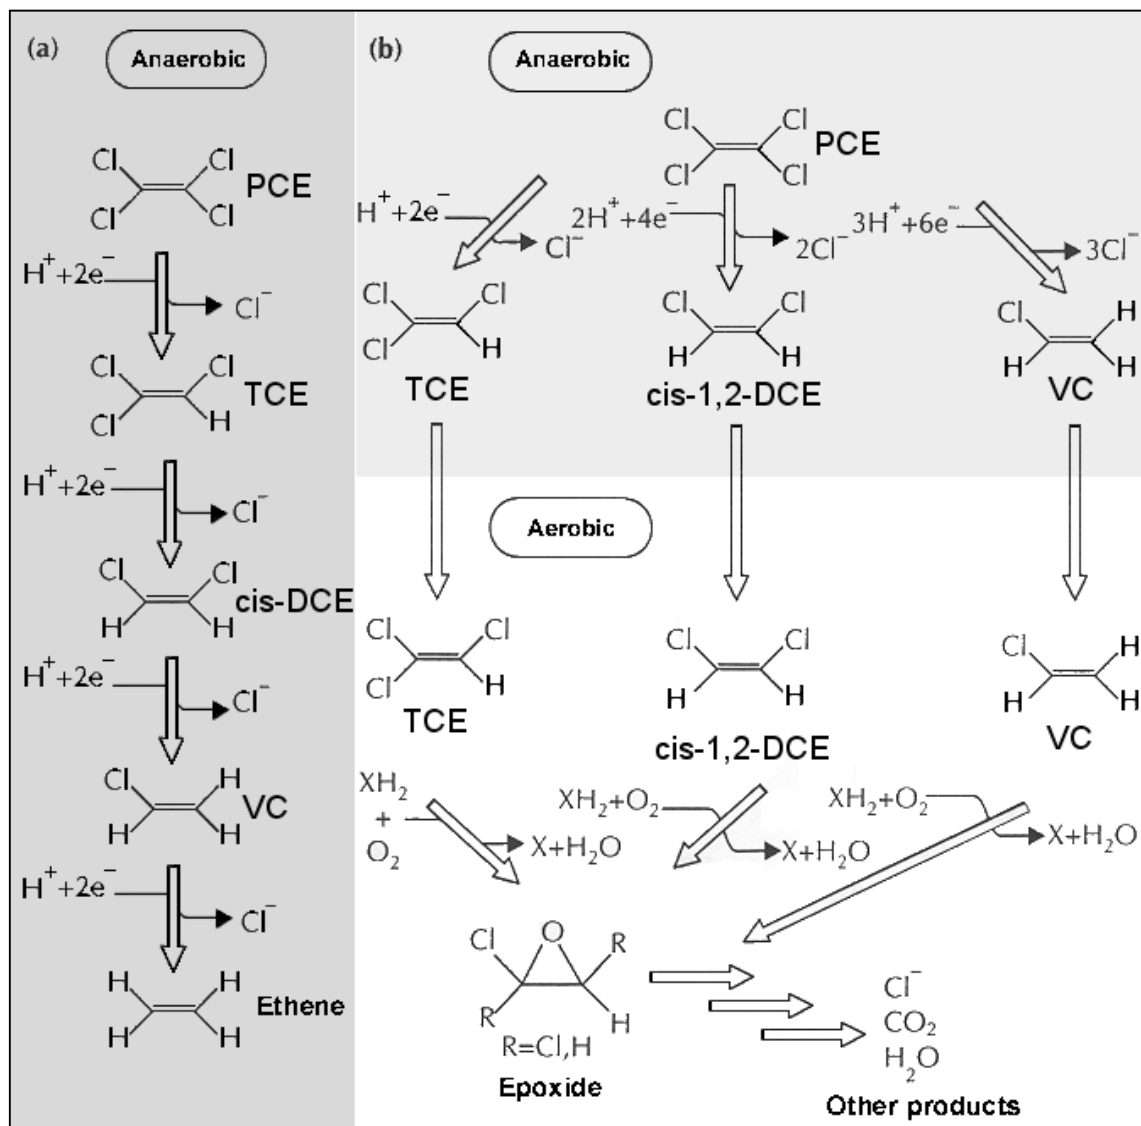 (a)
Anaerobic
Cl Cl
Cl Cl
PCE
H⁺+2e⁻
Cl⁻
Cl Cl
Cl H
TCE
H⁺+2e⁻
Cl⁻
Cl Cl
H H
cis-DCE
H⁺+2e⁻
Cl⁻
Cl H
H H
VC
H⁺+2e⁻
Cl⁻
H H
H H
Ethene
(b)
Anaerobic
Cl Cl
Cl Cl
PCE
H⁺+2e⁻
Cl⁻
2H⁺+4e⁻
2Cl⁻
3H⁺+6e⁻
3Cl⁻
Cl Cl
Cl H
TCE
Cl Cl
H H
cis-1,2-DCE
Cl H
H H
VC
Aerobic
Cl Cl
Cl H
TCE
Cl Cl
H H
cis-1,2-DCE
Cl H
H H
VC
XH₂
+
O₂
X+H₂O
XH₂+O₂
X+H₂O
XH₂+O₂
X+H₂O
Cl O R
R H
R=Cl,H
Epoxide
Cl⁻
CO₂
H₂O
Other products